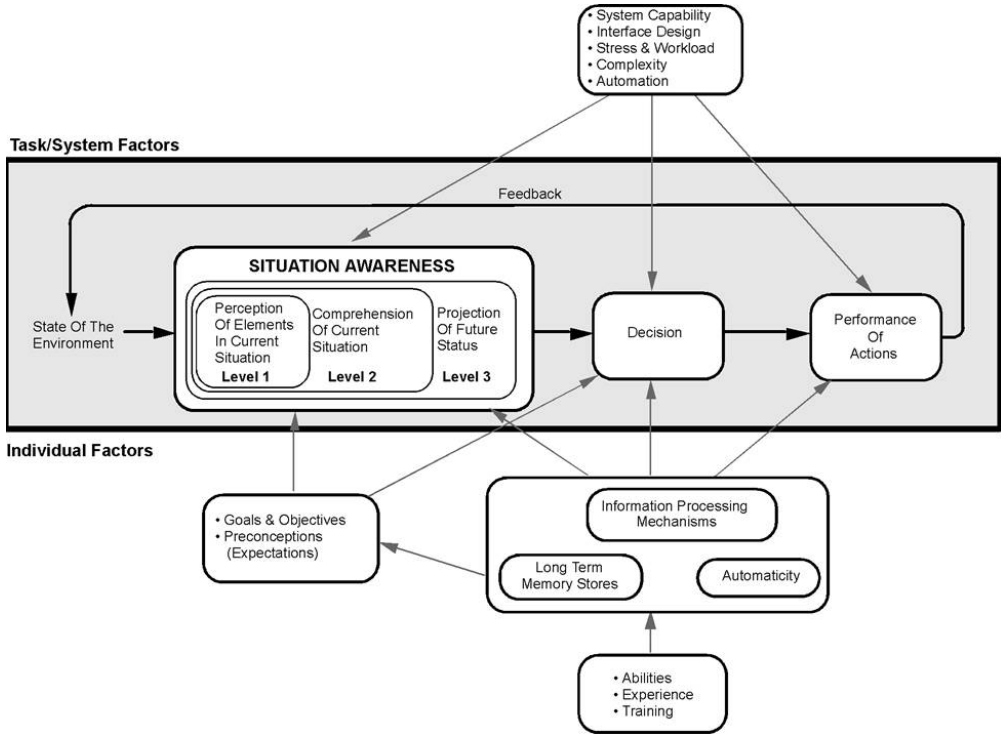 • System Capability
• Interface Design
• Stress & Workload
• Complexity
• Automation
Task/System Factors
Feedback
SITUATION AWARENESS
State Of The
Environment
Perception
Of Elements
In Current
Situation
Level 1
Comprehension
Of Current
Situation
Level 2
Projection
Of Future
Status
Level 3
Decision
Performance
Of
Actions
Individual Factors
• Goals & Objectives
• Preconceptions
(Expectations)
Information Processing
Mechanisms
Long Term
Memory Stores
Automaticity
• Abilities
• Experience
• Training